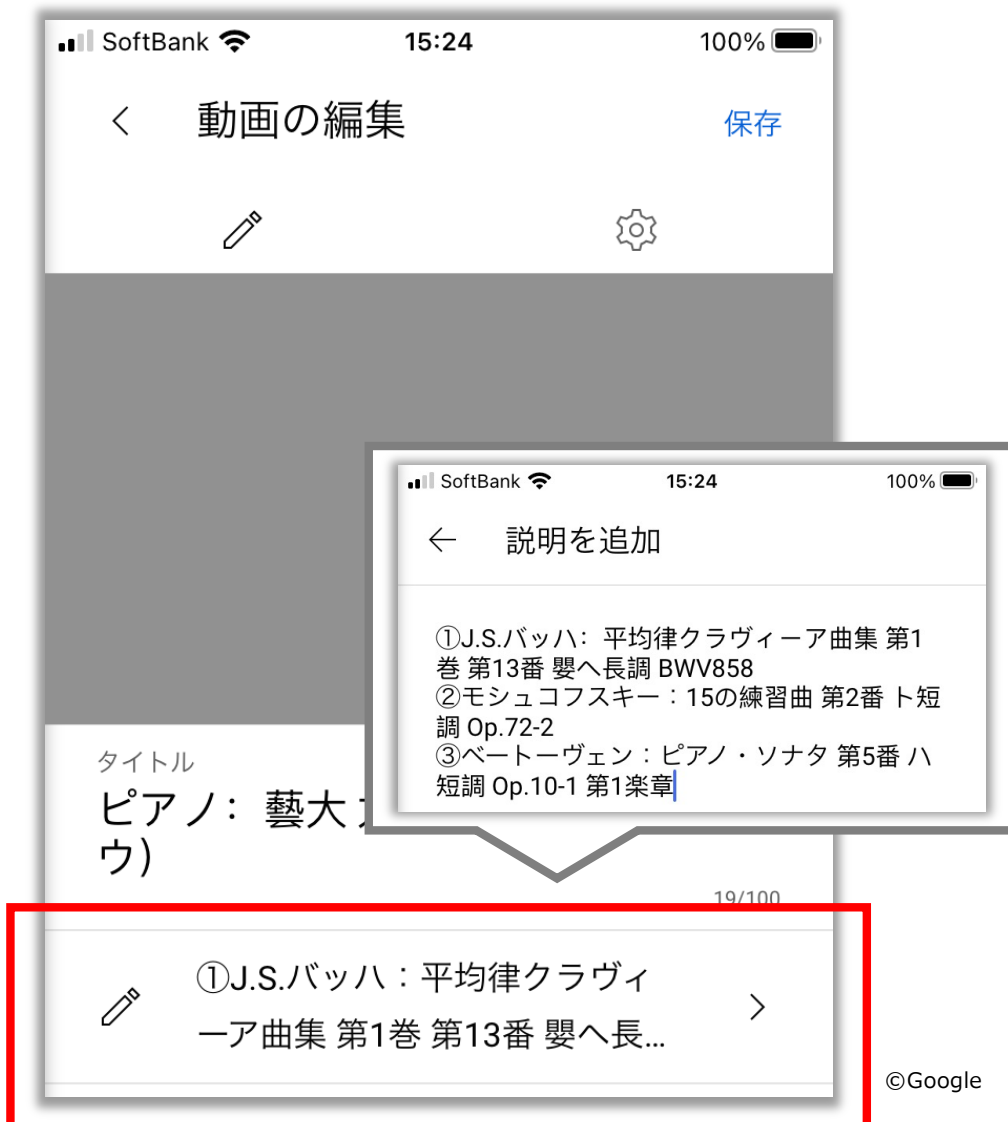 SoftBank 15:24 100%
動画の編集 保存
タイトル
ピアノ：藝大
ウ）
19/100
①J.S.バッハ：平均律クラヴィ
ーア曲集 第1巻 第13番 嬰ヘ長...
SoftBank 15:24 100%
説明を追加
①J.S.バッハ：平均律クラヴィーア曲集 第1
巻 第13番 嬰ヘ長調 BWV858
②モシュコフスキー：15の練習曲 第2番 ト短
調 Op.72-2
③ベートーヴェン：ピアノ・ソナタ 第5番 ハ
短調 Op.10-1 第1楽章
©Google